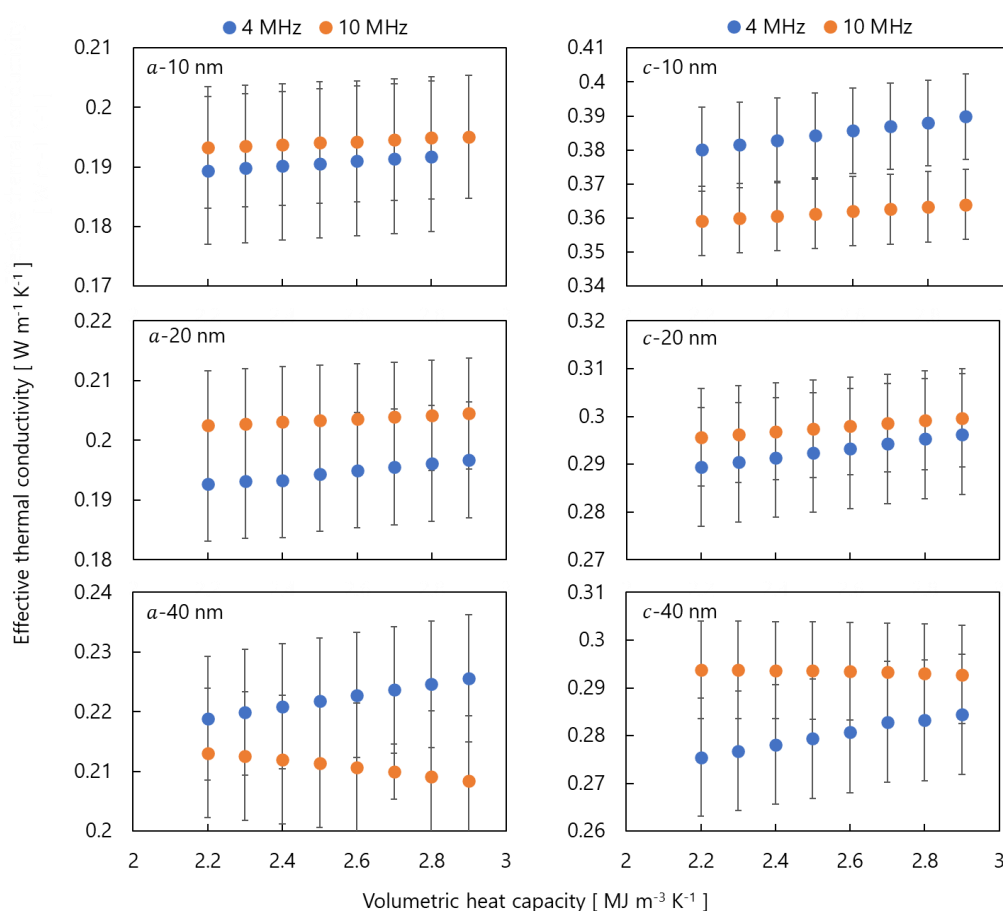 4 MHz 10 MHz
4 MHz 10 MHz
Effective thermal conductivity [ W m⁻¹ K⁻¹ ]
a-10 nm
0.21
0.2
0.19
0.18
0.17
c-10 nm
0.41
0.4
0.39
0.38
0.37
0.36
0.35
0.34
a-20 nm
0.22
0.21
0.2
0.19
0.18
c-20 nm
0.32
0.31
0.3
0.29
0.28
0.27
a-40 nm
0.24
0.23
0.22
0.21
0.2
2 2.2 2.4 2.6 2.8 3
c-40 nm
0.31
0.3
0.29
0.28
0.27
0.26
2 2.2 2.4 2.6 2.8 3
Volumetric heat capacity [ MJ m⁻³ K⁻¹ ]